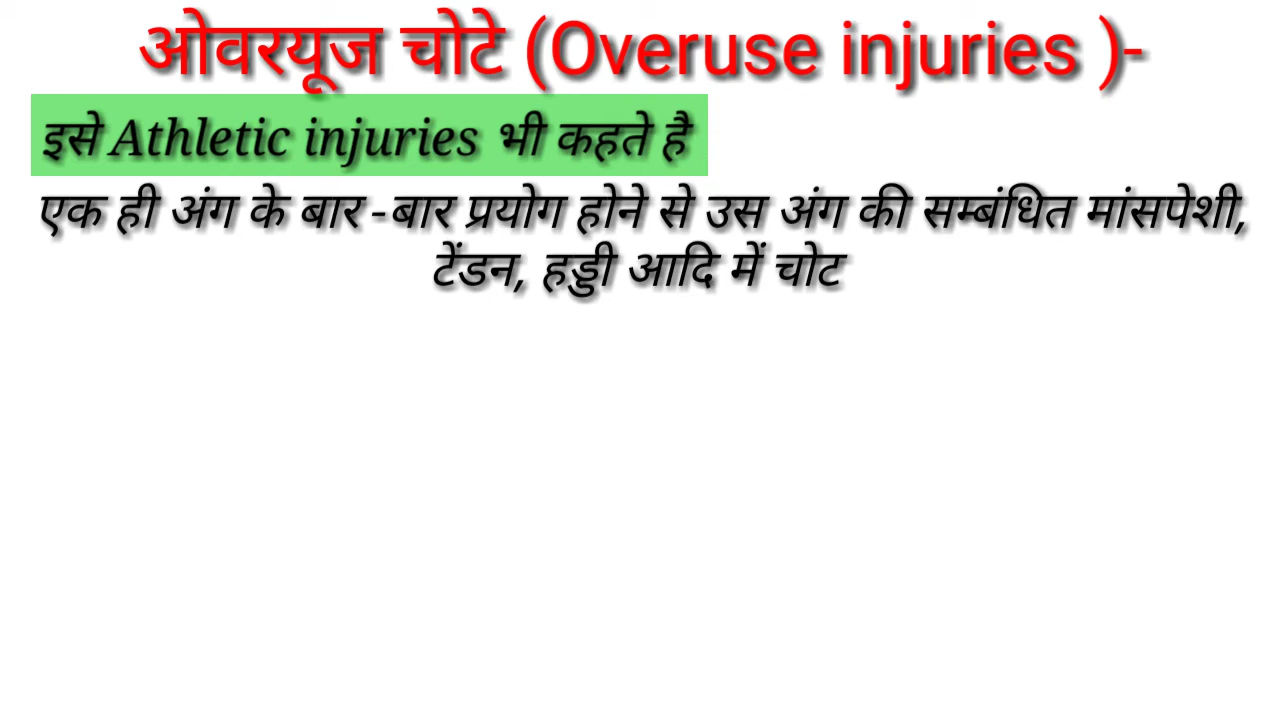 ओवरयूज चोटे (Overuse injuries )-
इसे Athletic injuries भी कहते है
एक ही अंग के बार -बार प्रयोग होने से उस अंग की सम्बंधित मांसपेशी,
टेंडन, हड्डी आदि में चोट